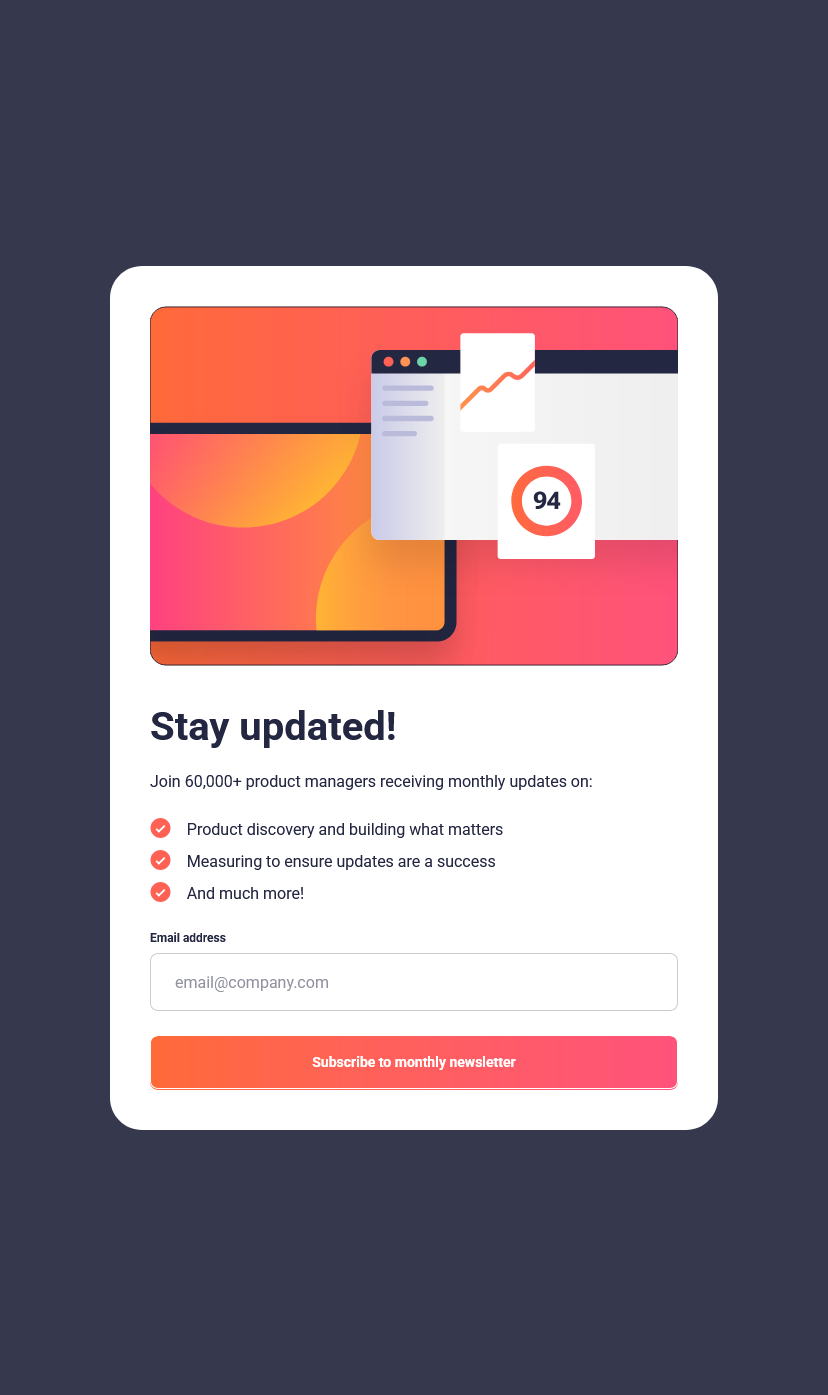 94
Stay updated!
Join 60,000+ product managers receiving monthly updates on:
Product discovery and building what matters
Measuring to ensure updates are a success
And much more!
Email address
email@company.com
Subscribe to monthly newsletter